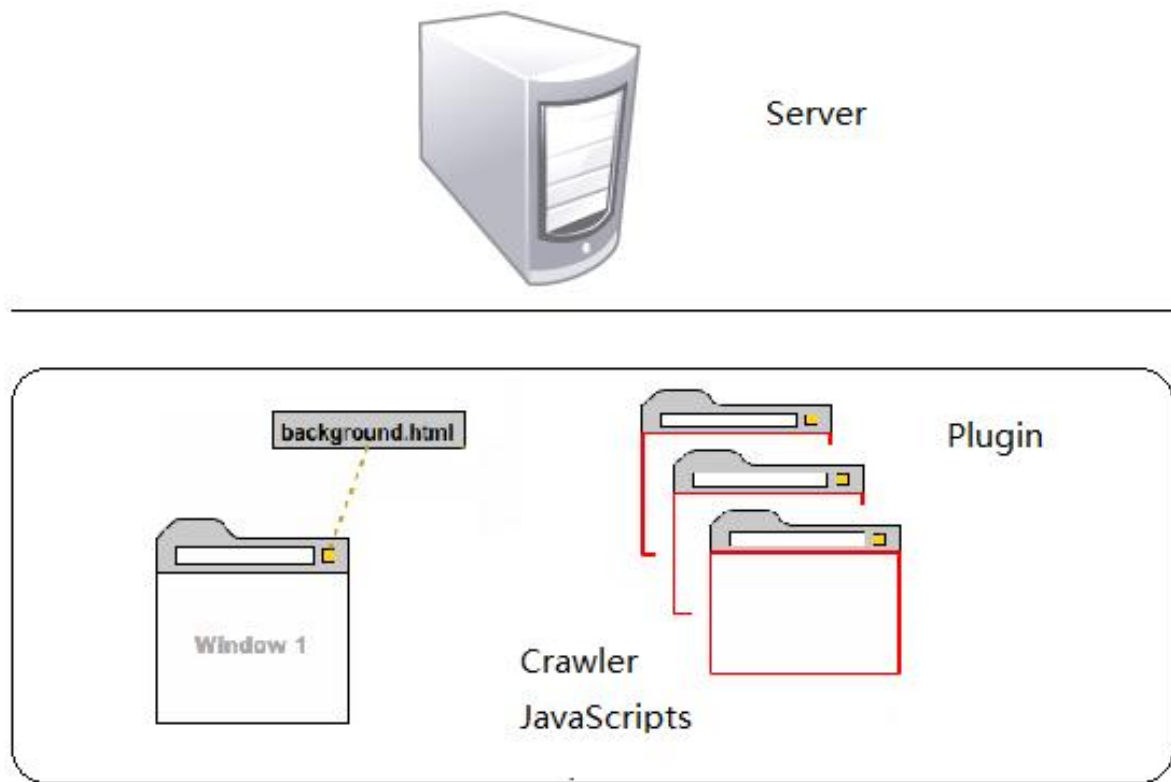 Server
background.html
Plugin
Window 1
Crawler
JavaScripts